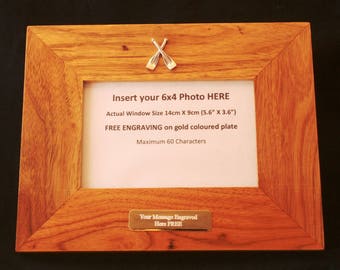 Insert your 6x4 Photo HERE
Actual Window Size 14cm X 9cm (5.6" X 3.6")
FREE ENGRAVING on gold coloured plate
Maximum 60 Characters
Your Message Engraved
Here FREE